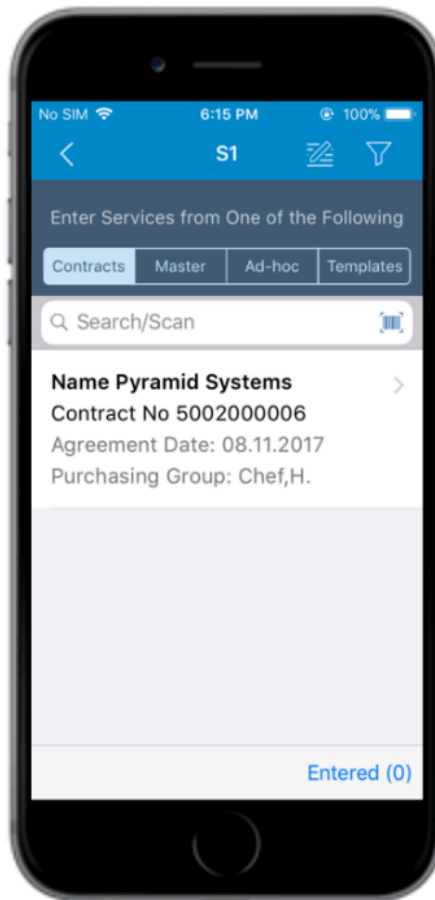 No SIM 6:15 PM 100%
S1
Enter Services from One of the Following
Contracts Master Ad-hoc Templates
Search/Scan
Name Pyramid Systems
Contract No 5002000006
Agreement Date: 08.11.2017
Purchasing Group: Chef,H.
Entered (0)